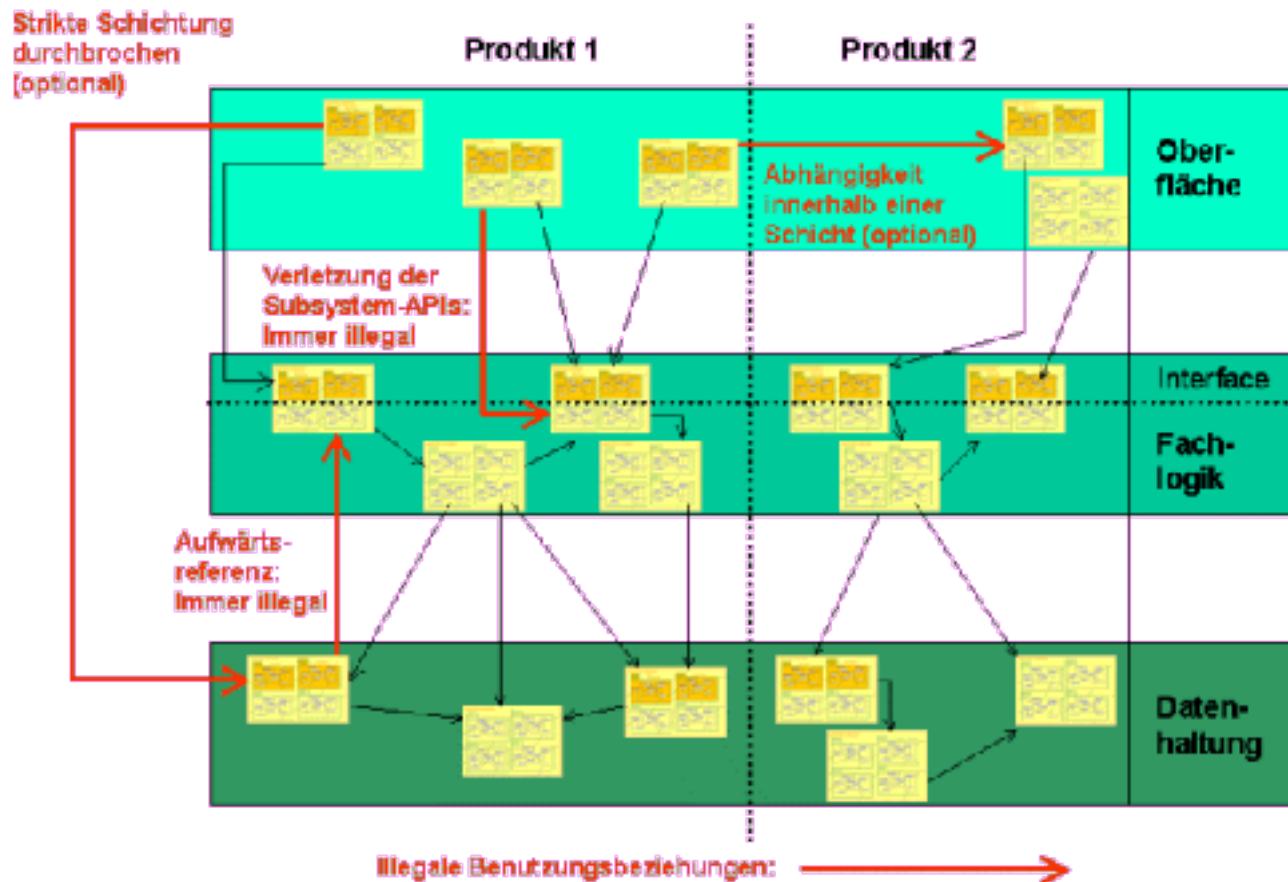 Strikte Schichtung
durchbrochen
(optional)
Produkt 1
Produkt 2
Ober-
fläche
Abhängigkeit
innerhalb einer
Schicht (optional)
Verletzung der
Subsystem-APIs:
Immer illegal
Interface
Fach-
logik
Aufwärts-
referenz:
Immer illegal
Daten-
haltung
Illegale Benutzungsbeziehungen: